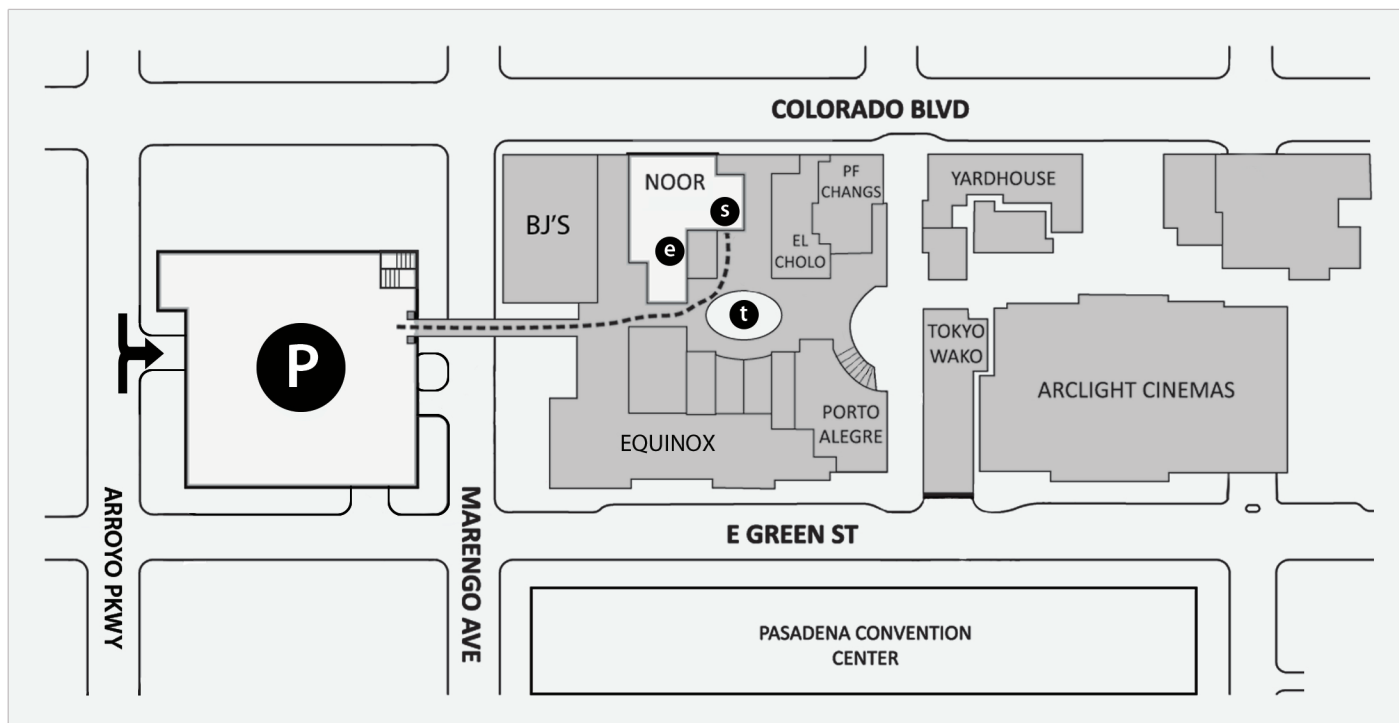 COLORADO BLVD
NOOR
s
e
BJ'S
PF
CHANGS
EL
CHOLO
YARDHOUSE
t
P
TOKYO
WAKO
ARCLIGHT CINEMAS
PORTO
ALEGRE
EQUINOX
ARROYO PKWY
MARENGO AVE
E GREEN ST
PASADENA CONVENTION
CENTER